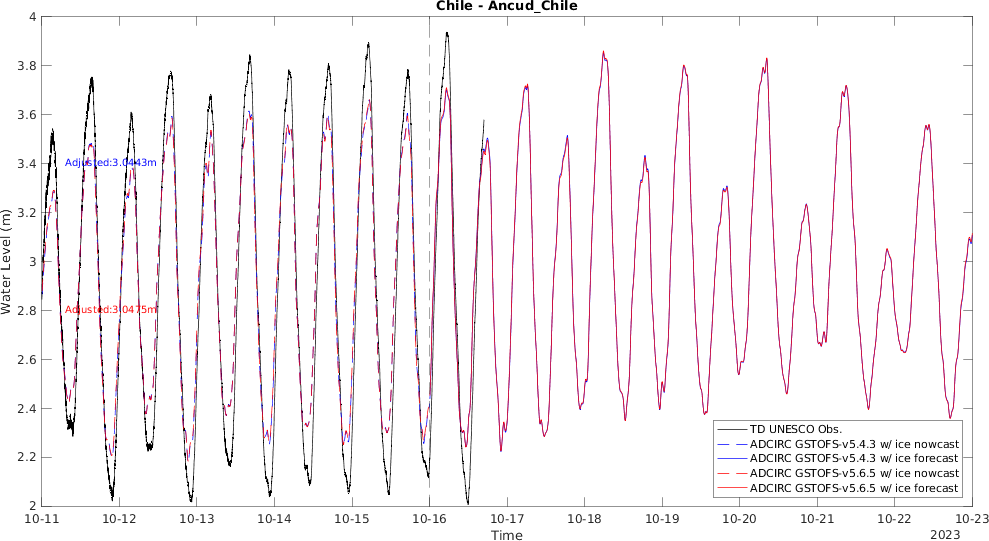 Chile - Ancud_Chile
4
3.8
3.6
3.4
3.2
3
2.8
2.6
2.4
2.2
2
Water Level (m)
Adjusted:3.0443m
Adjusted:3.0475m
TD UNESCO Obs.
ADCIRC GSTOFS-v5.4.3 w/ ice nowcast
ADCIRC GSTOFS-v5.4.3 w/ ice forecast
ADCIRC GSTOFS-v5.6.5 w/ ice nowcast
ADCIRC GSTOFS-v5.6.5 w/ ice forecast
10-11 10-12 10-13 10-14 10-15 10-16 10-17 10-18 10-19 10-20 10-21 10-22 10-23
Time
2023